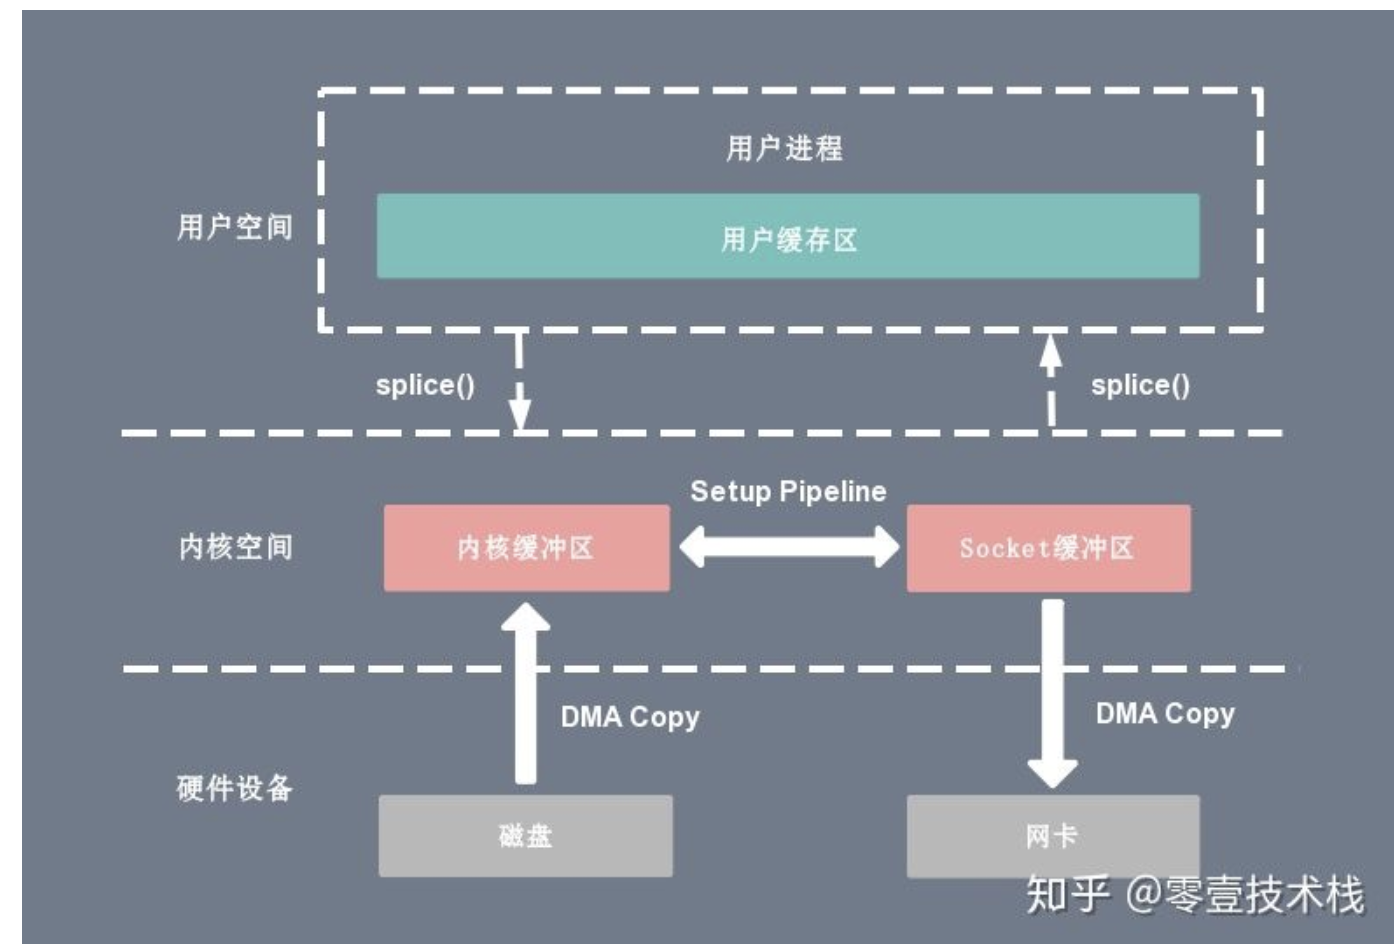 用户进程
用户空间
用户缓存区
splice()
splice()
Setup Pipeline
内核空间
内核缓冲区
Socket缓冲区
DMA Copy
DMA Copy
硬件设备
磁盘
网卡
知乎 @零壹技术栈